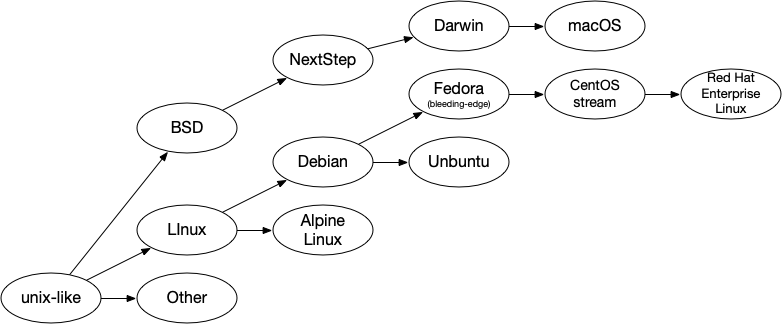 Darwin
macOS
NextStep
Fedora
(bleeding-edge)
CentOS
stream
Red Hat
Enterprise
Linux
BSD
Debian
Unbuntu
LInux
Alpine
Linux
unix-like
Other